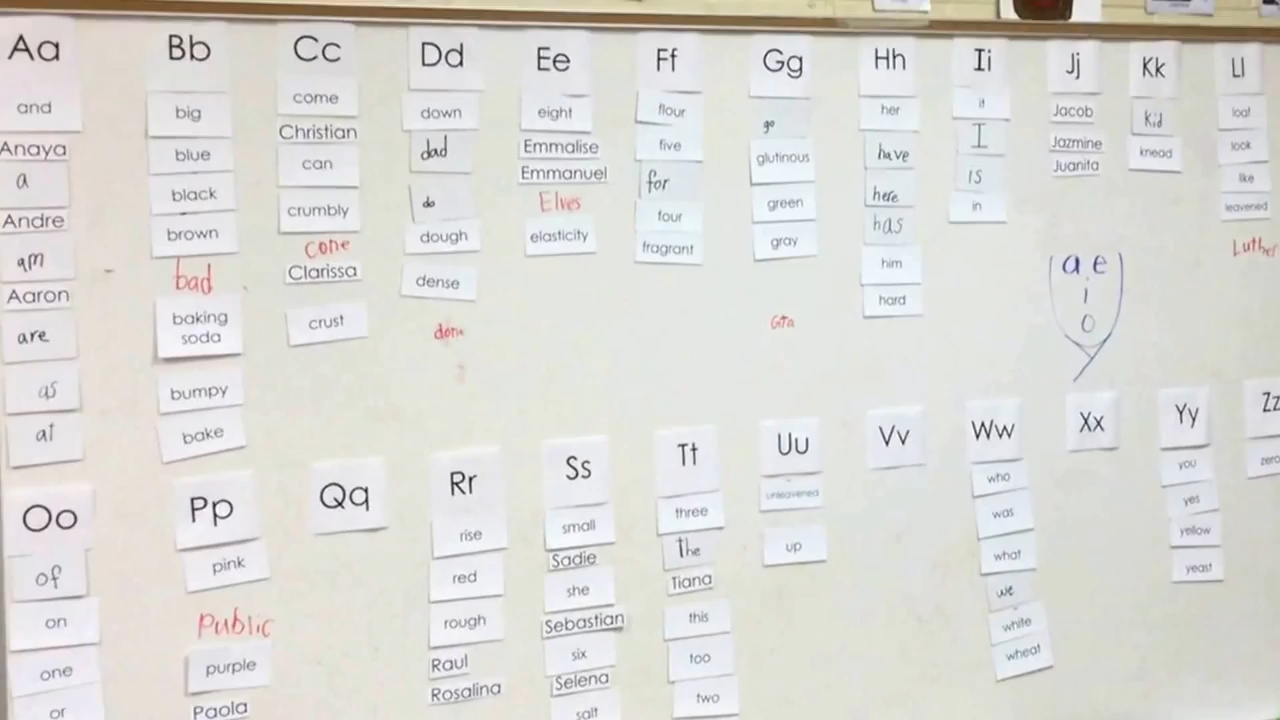 Aa
and
Anaya
a
Andre
am
Aaron
are
as
at
Bb
big
blue
black
brown
bad
baking
soda
bumpy
bake
Cc
come
Christian
can
crumbly
cone
Clarissa
crust
Dd
down
dad
do
dough
dense
Ee
eight
Emmalise
Emmanuel
Elves
elasticity
Ff
flour
five
for
four
fragrant
Gg
go
glutinous
green
gray
Hh
her
have
here
has
him
hard
Ii
it
I
is
in
Jj
Jacob
Jazmine
Juanita
Kk
kid
knead
Ll
loaf
look
like
leavened
a e
i
o
y
Oo
of
on
one
or
Pp
pink
Public
purple
Paola
Qq
Rr
rise
red
rough
Raul
Rosalina
Ss
small
Sadie
she
Sebastian
six
Selena
salt
Tt
three
the
Tiana
this
too
two
Uu
unleavened
up
Vv
Ww
who
was
what
we
white
wheat
Xx
Yy
you
yes
yellow
yeast
Zz
zero